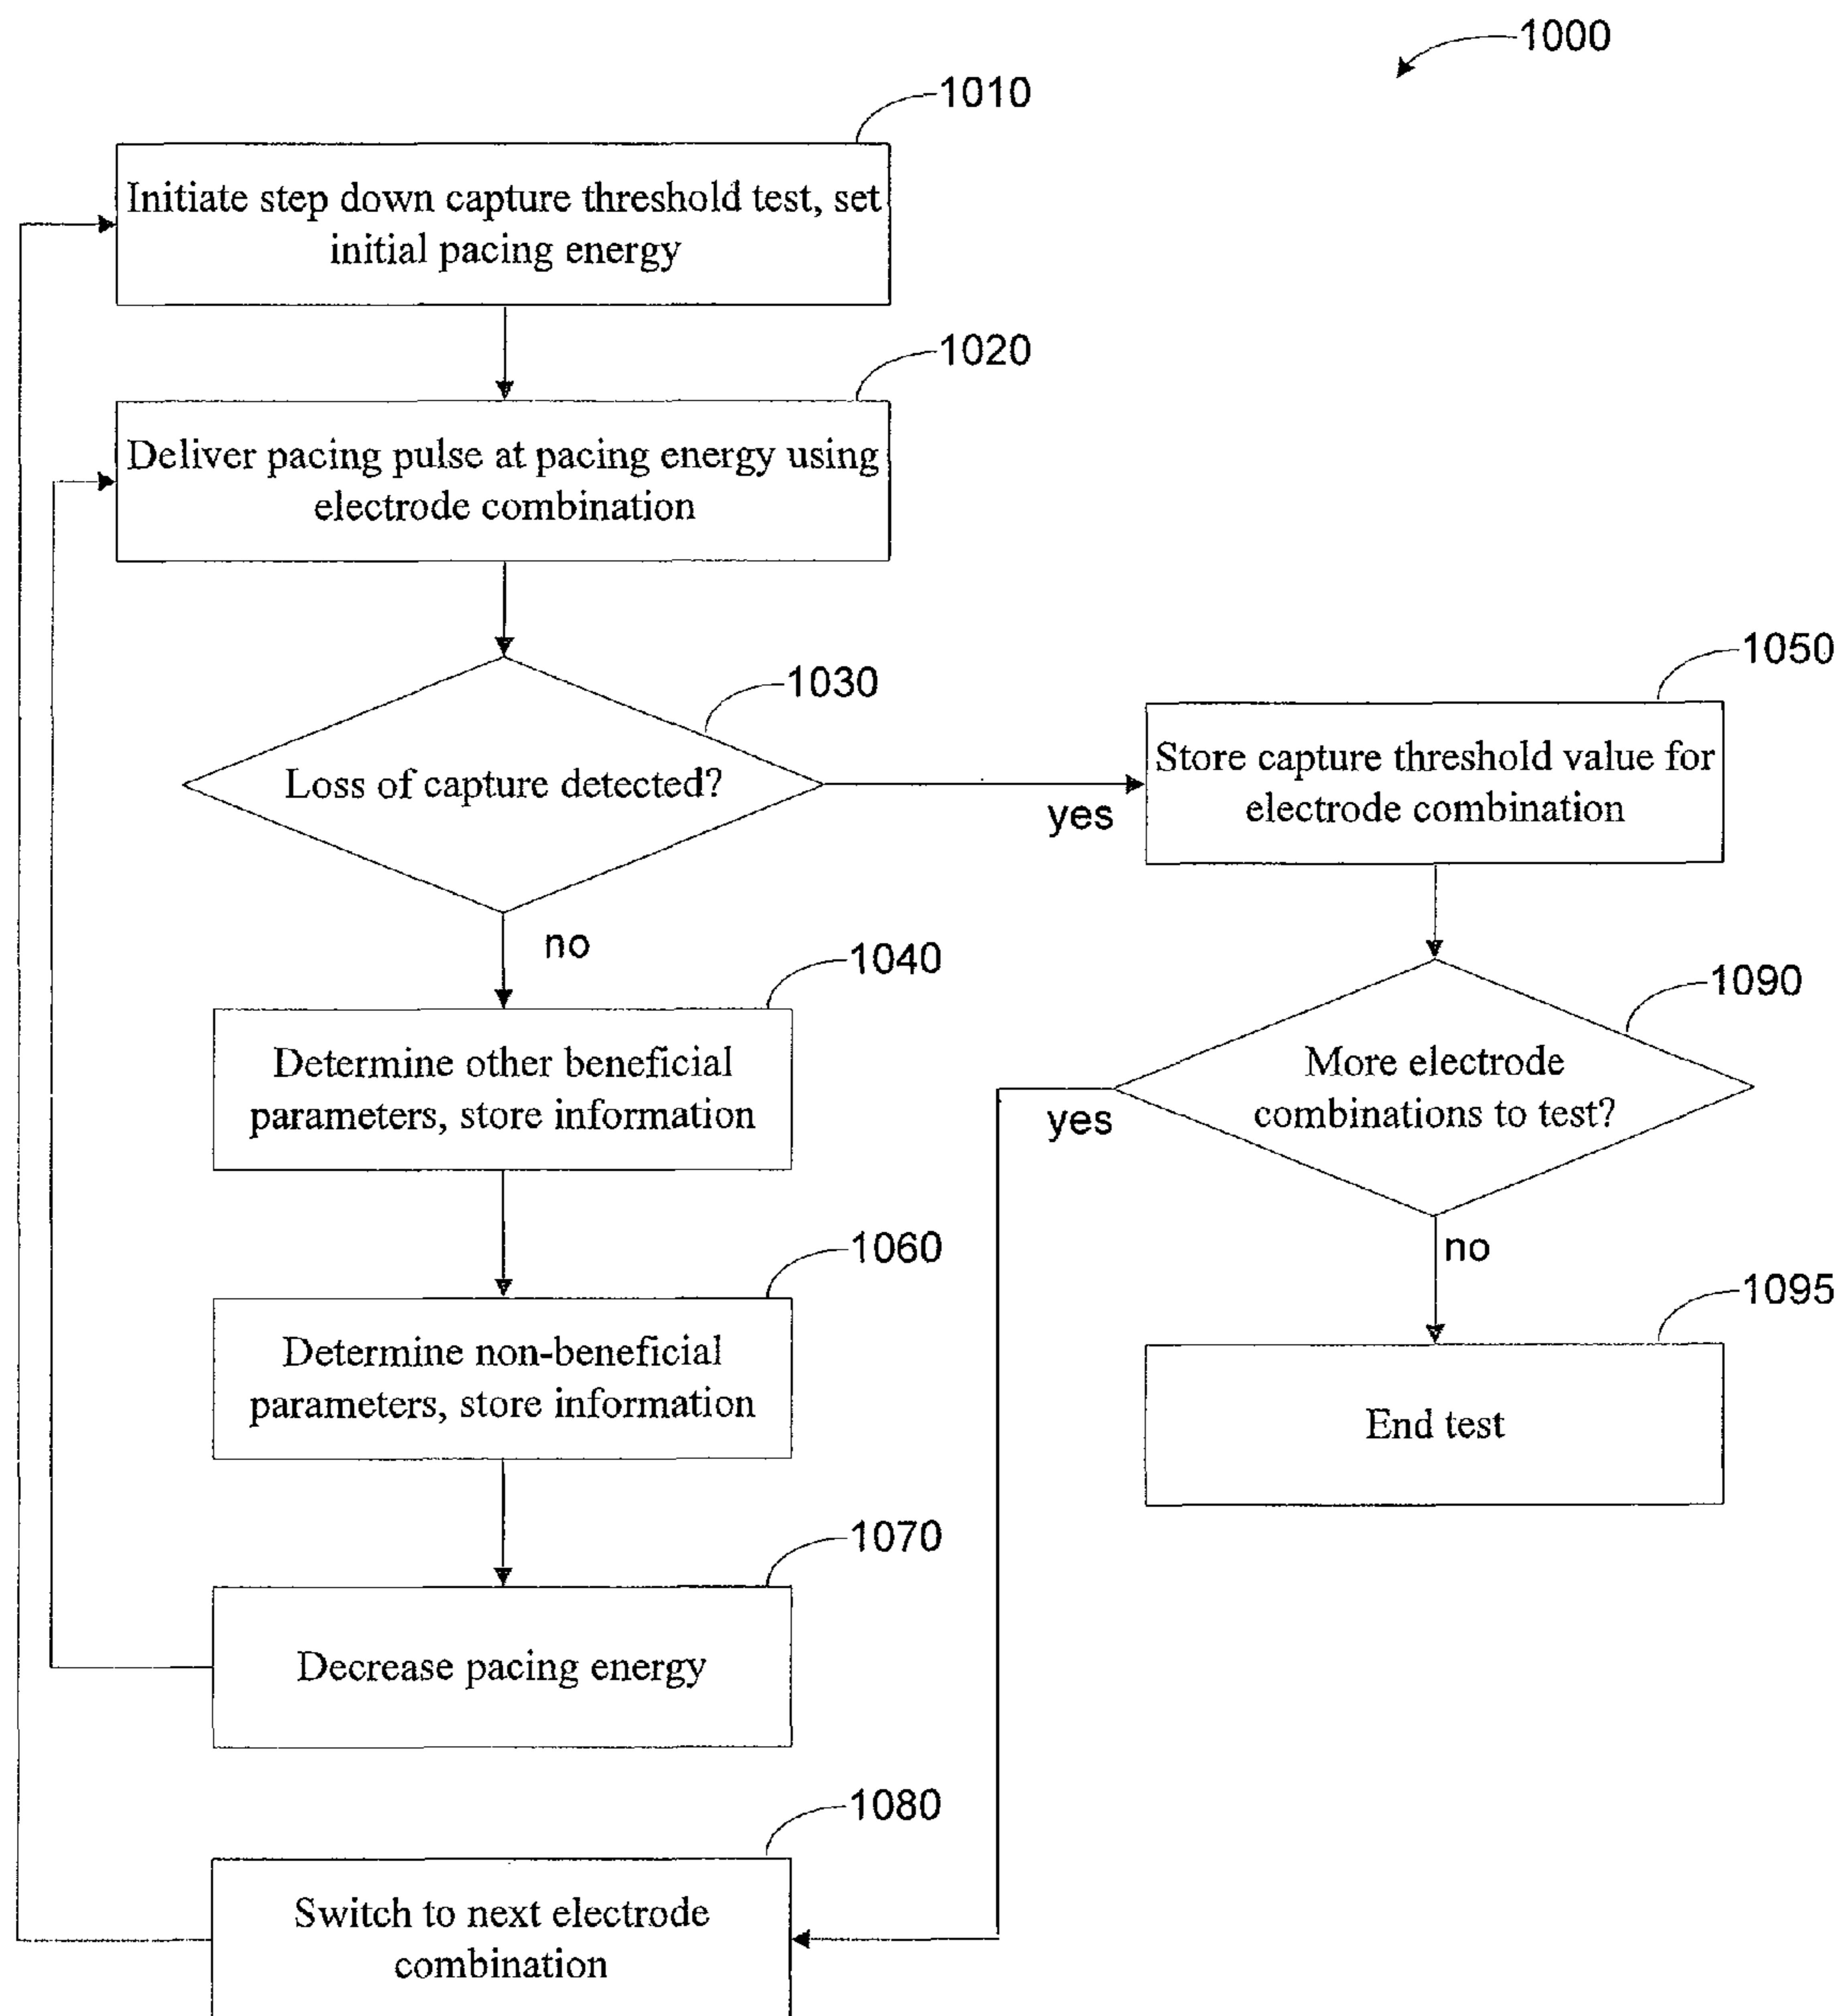 1000
1010
Initiate step down capture threshold test, set
initial pacing energy
1020
Deliver pacing pulse at pacing energy using
electrode combination
1030
Loss of capture detected?
yes
no
1050
Store capture threshold value for
electrode combination
1040
Determine other beneficial
parameters, store information
1090
More electrode
combinations to test?
yes
no
1060
Determine non-beneficial
parameters, store information
1095
End test
1070
Decrease pacing energy
1080
Switch to next electrode
combination